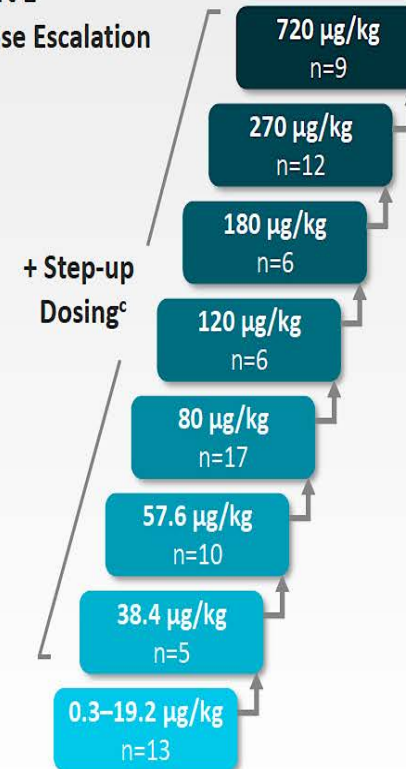 se Escalation
720 µg/kg
n=9
270 µg/kg
n=12
180 µg/kg
n=6
+ Step-up
Dosingᶜ
120 µg/kg
n=6
80 µg/kg
n=17
57.6 µg/kg
n=10
38.4 µg/kg
n=5
0.3–19.2 µg/kg
n=13